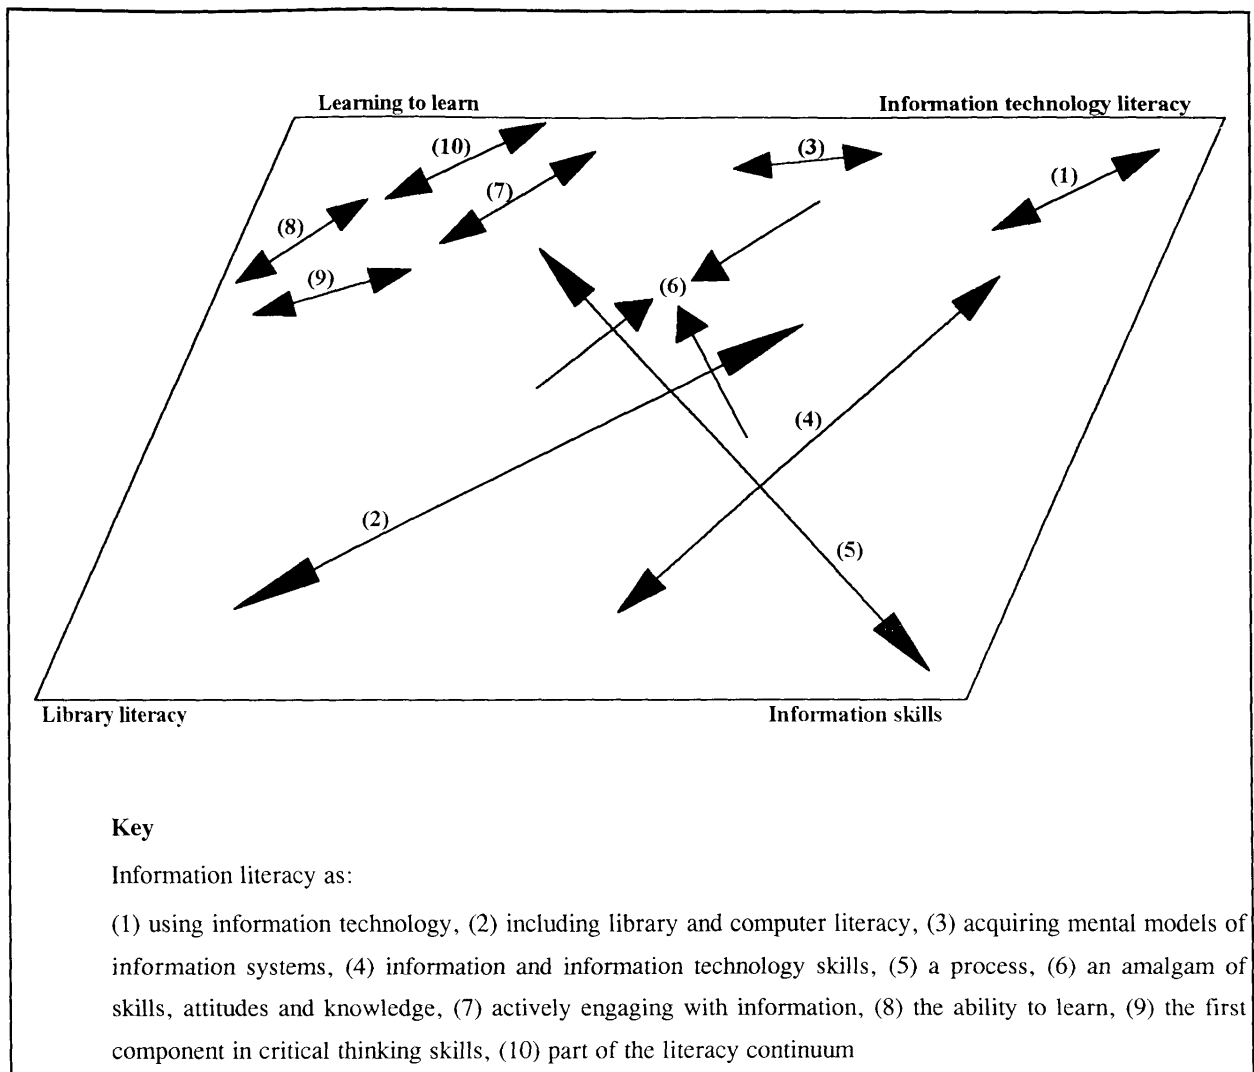 Learning to learn
Information technology literacy
(10)
(3)
(7)
(1)
(8)
(9)
(6)
(4)
(2)
(5)
Library literacy
Information skills
Key
Information literacy as:
(1) using information technology, (2) including library and computer literacy, (3) acquiring mental models of
information systems, (4) information and information technology skills, (5) a process, (6) an amalgam of
skills, attitudes and knowledge, (7) actively engaging with information, (8) the ability to learn, (9) the first
component in critical thinking skills, (10) part of the literacy continuum